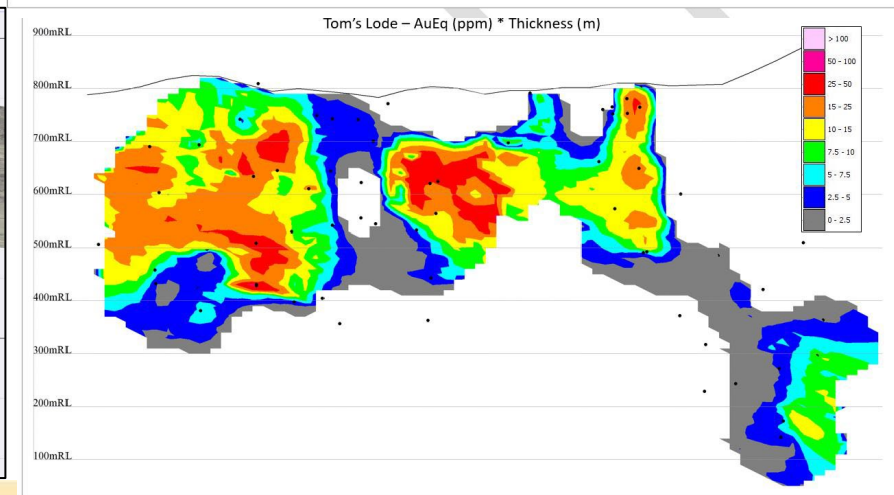 Tom's Lode – AuEq (ppm) * Thickness (m)
900mRL
800mRL
700mRL
600mRL
500mRL
400mRL
300mRL
200mRL
100mRL
> 100
50 - 100
25 - 50
15 - 25
10 - 15
7.5 - 10
5 - 7.5
2.5 - 5
0 - 2.5